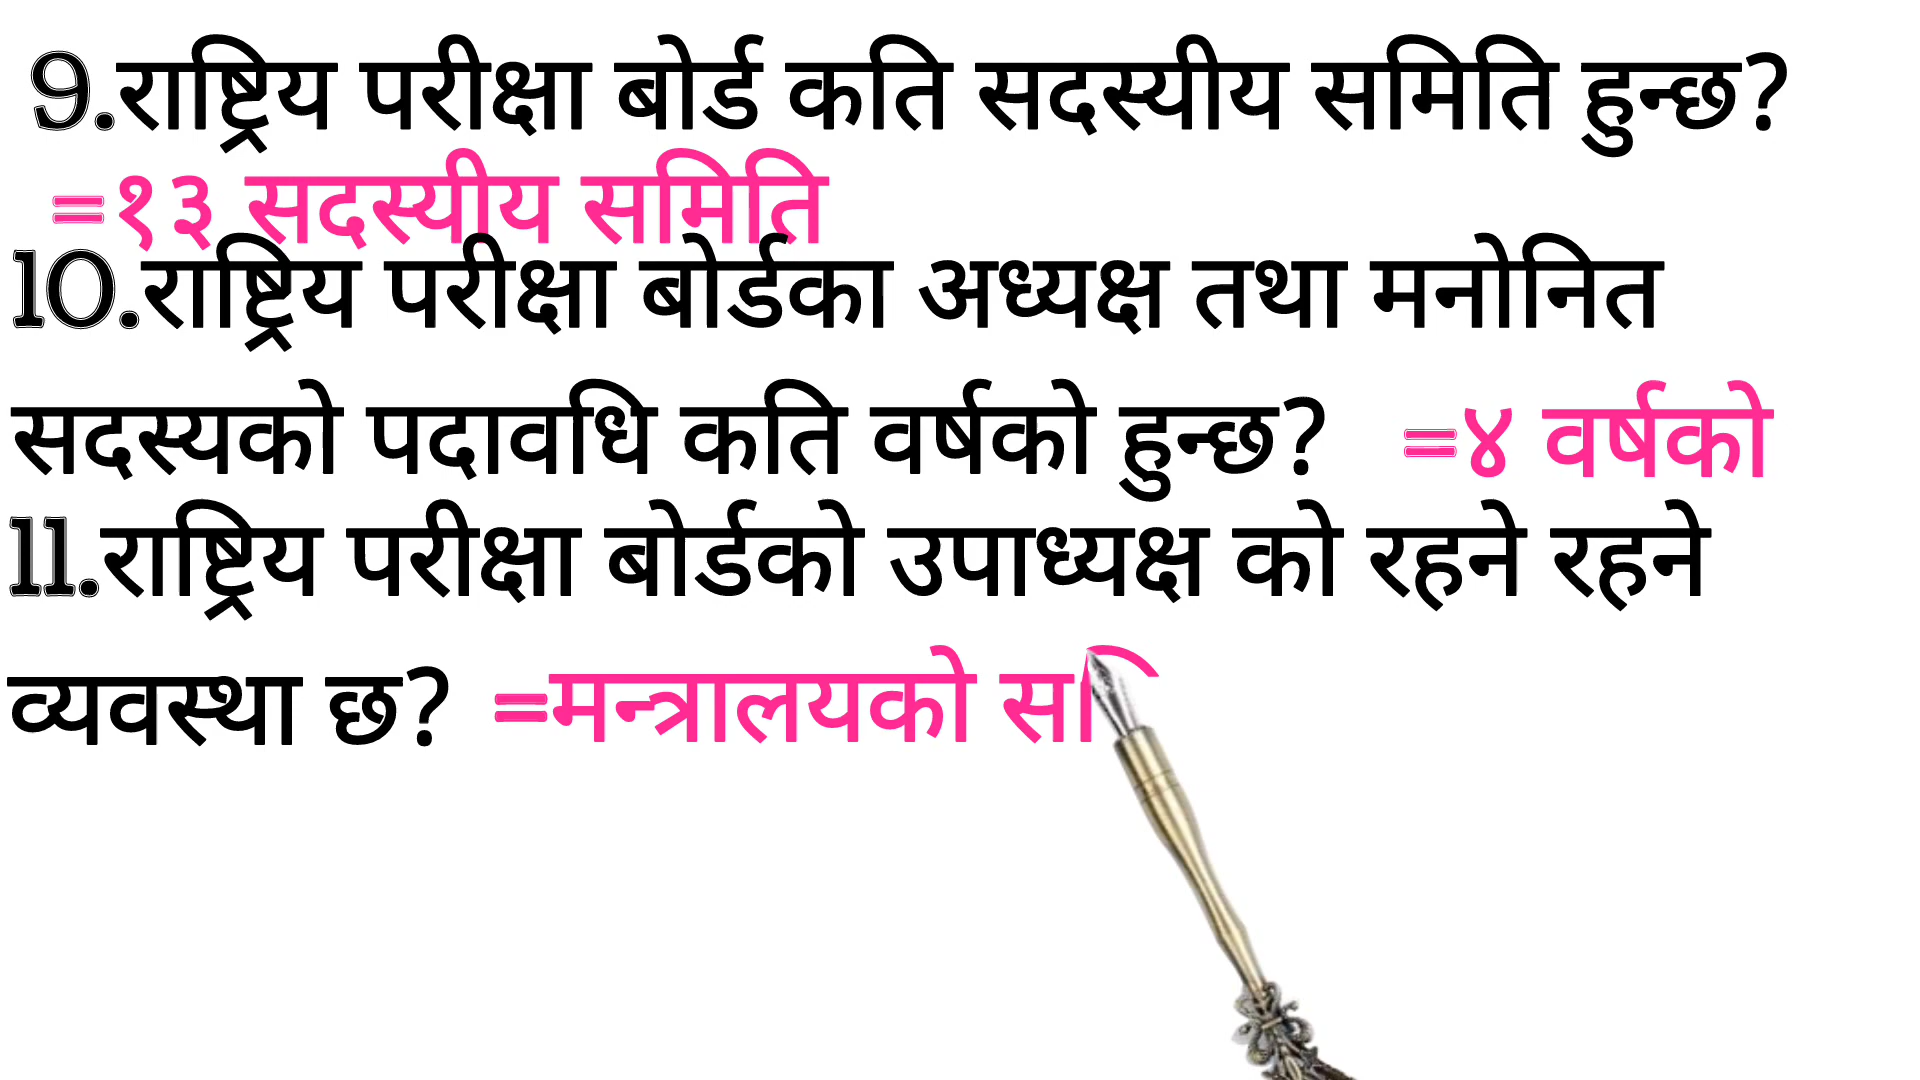 9.राष्ट्रिय परीक्षा बोर्ड कति सदस्यीय समिति हुन्छ?
=१३ सदस्यीय समिति
10.राष्ट्रिय परीक्षा बोर्डका अध्यक्ष तथा मनोनित
सदस्यको पदावधि कति वर्षको हुन्छ? =४ वर्षको
11.राष्ट्रिय परीक्षा बोर्डको उपाध्यक्ष को रहने रहने
व्यवस्था छ? =मन्त्रालयको